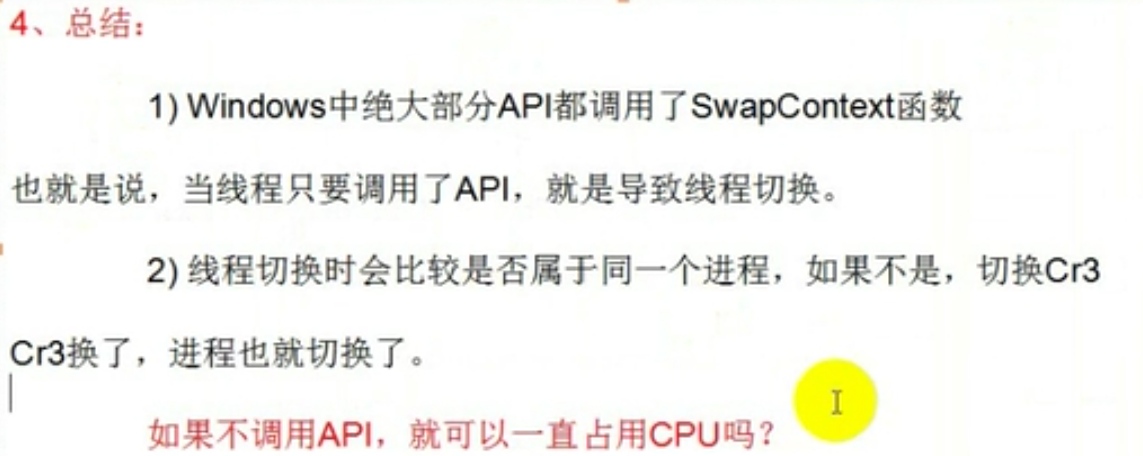 4、总结：
1) Windows中绝大部分API都调用了SwapContext函数
也就是说，当线程只要调用了API，就是导致线程切换。
2) 线程切换时会比较是否属于同一个进程，如果不是，切换Cr3
Cr3换了，进程也就切换了。
如果不调用API，就可以一直占用CPU吗？